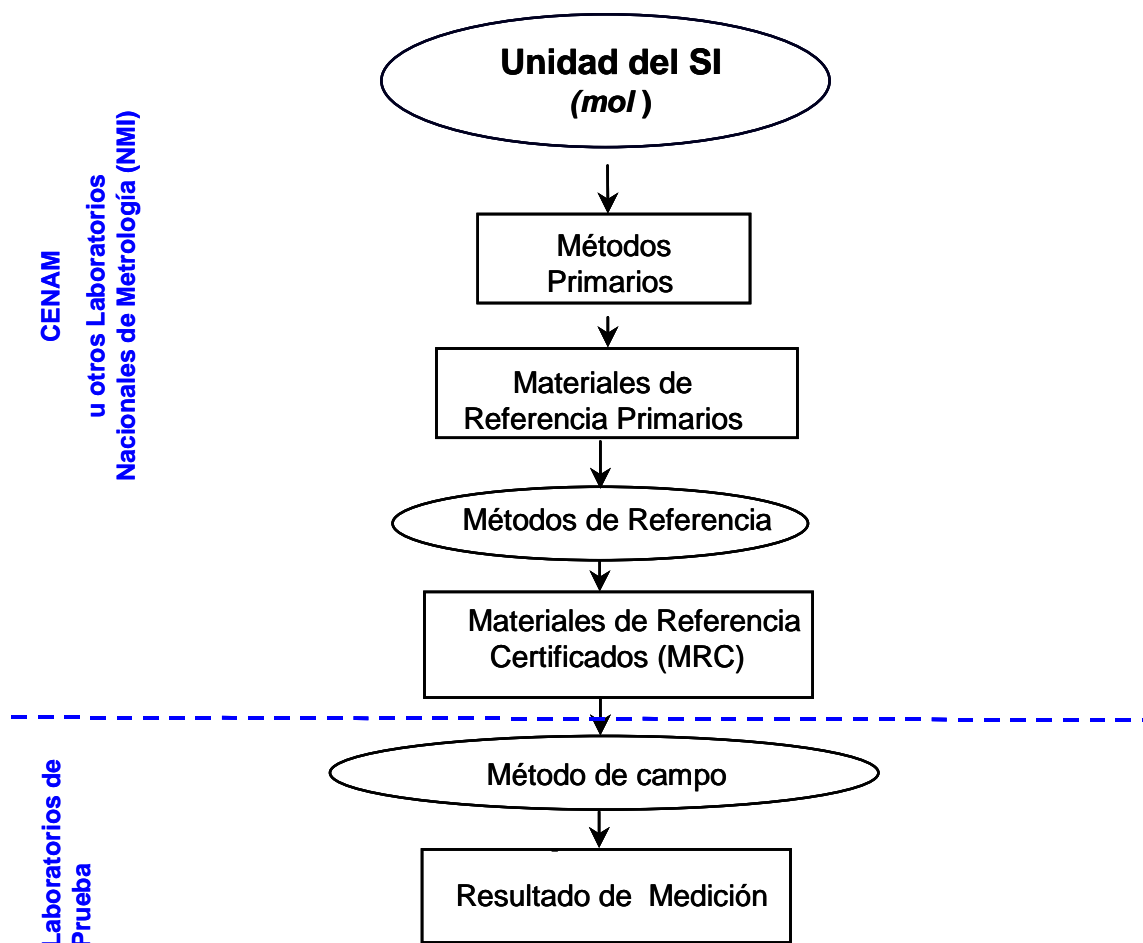 Unidad del SI
(mol )
Métodos
Primarios
Materiales de
Referencia Primarios
Métodos de Referencia
Materiales de Referencia
Certificados (MRC)
Método de campo
Resultado de Medición
CENAM
u otros Laboratorios
Nacionales de Metrología (NMI)
Laboratorios de
Prueba